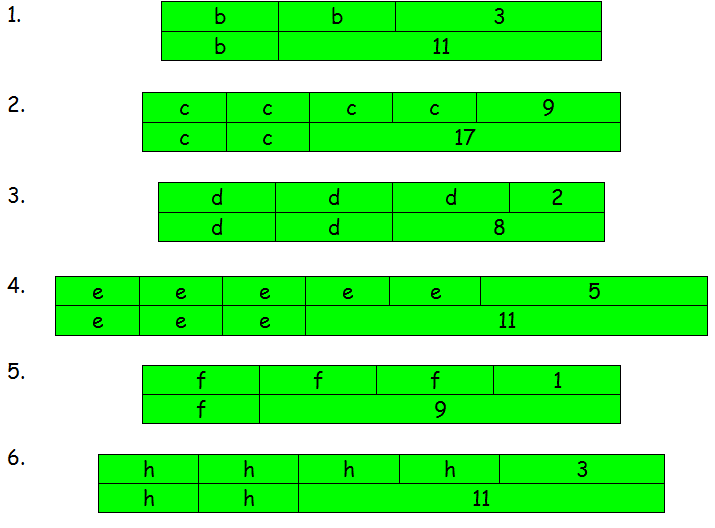 1. b b 3
b 11
2. c c c c 9
c c 17
3. d d d 2
d d 8
4. e e e e e 5
e e e 11
5. f f f 1
f 9
6. h h h h 3
h h 11